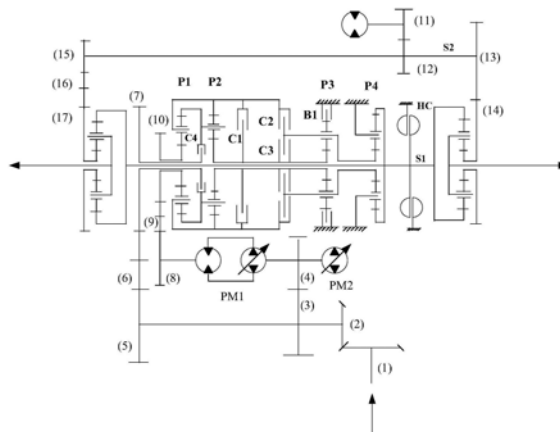 (11)
(15)
S2
(13)
(12)
(16)
(7)
P1
P2
P3
P4
(17)
(10)
B1
HC
(14)
C4
C1
C2
C3
S1
(9)
(6)
(8)
PM1
(4)
PM2
(3)
(2)
(5)
(1)